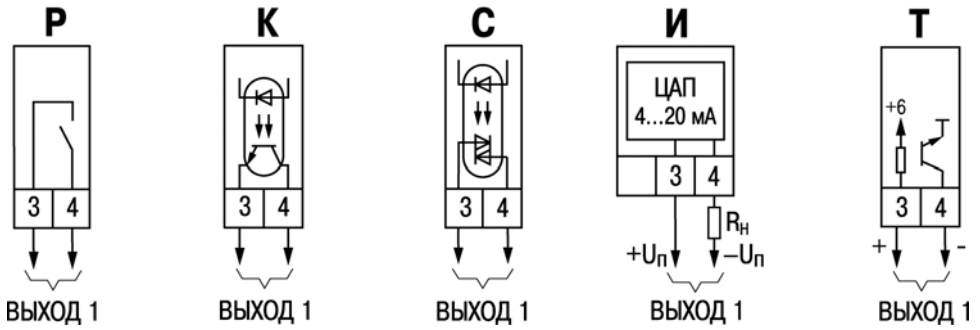 Р К С И Т
ЦАП
4...20 мА
+6
3 4 3 4 3 4 3 4 3 4
Rн
+Uп −Uп + -
ВЫХОД 1 ВЫХОД 1 ВЫХОД 1 ВЫХОД 1 ВЫХОД 1